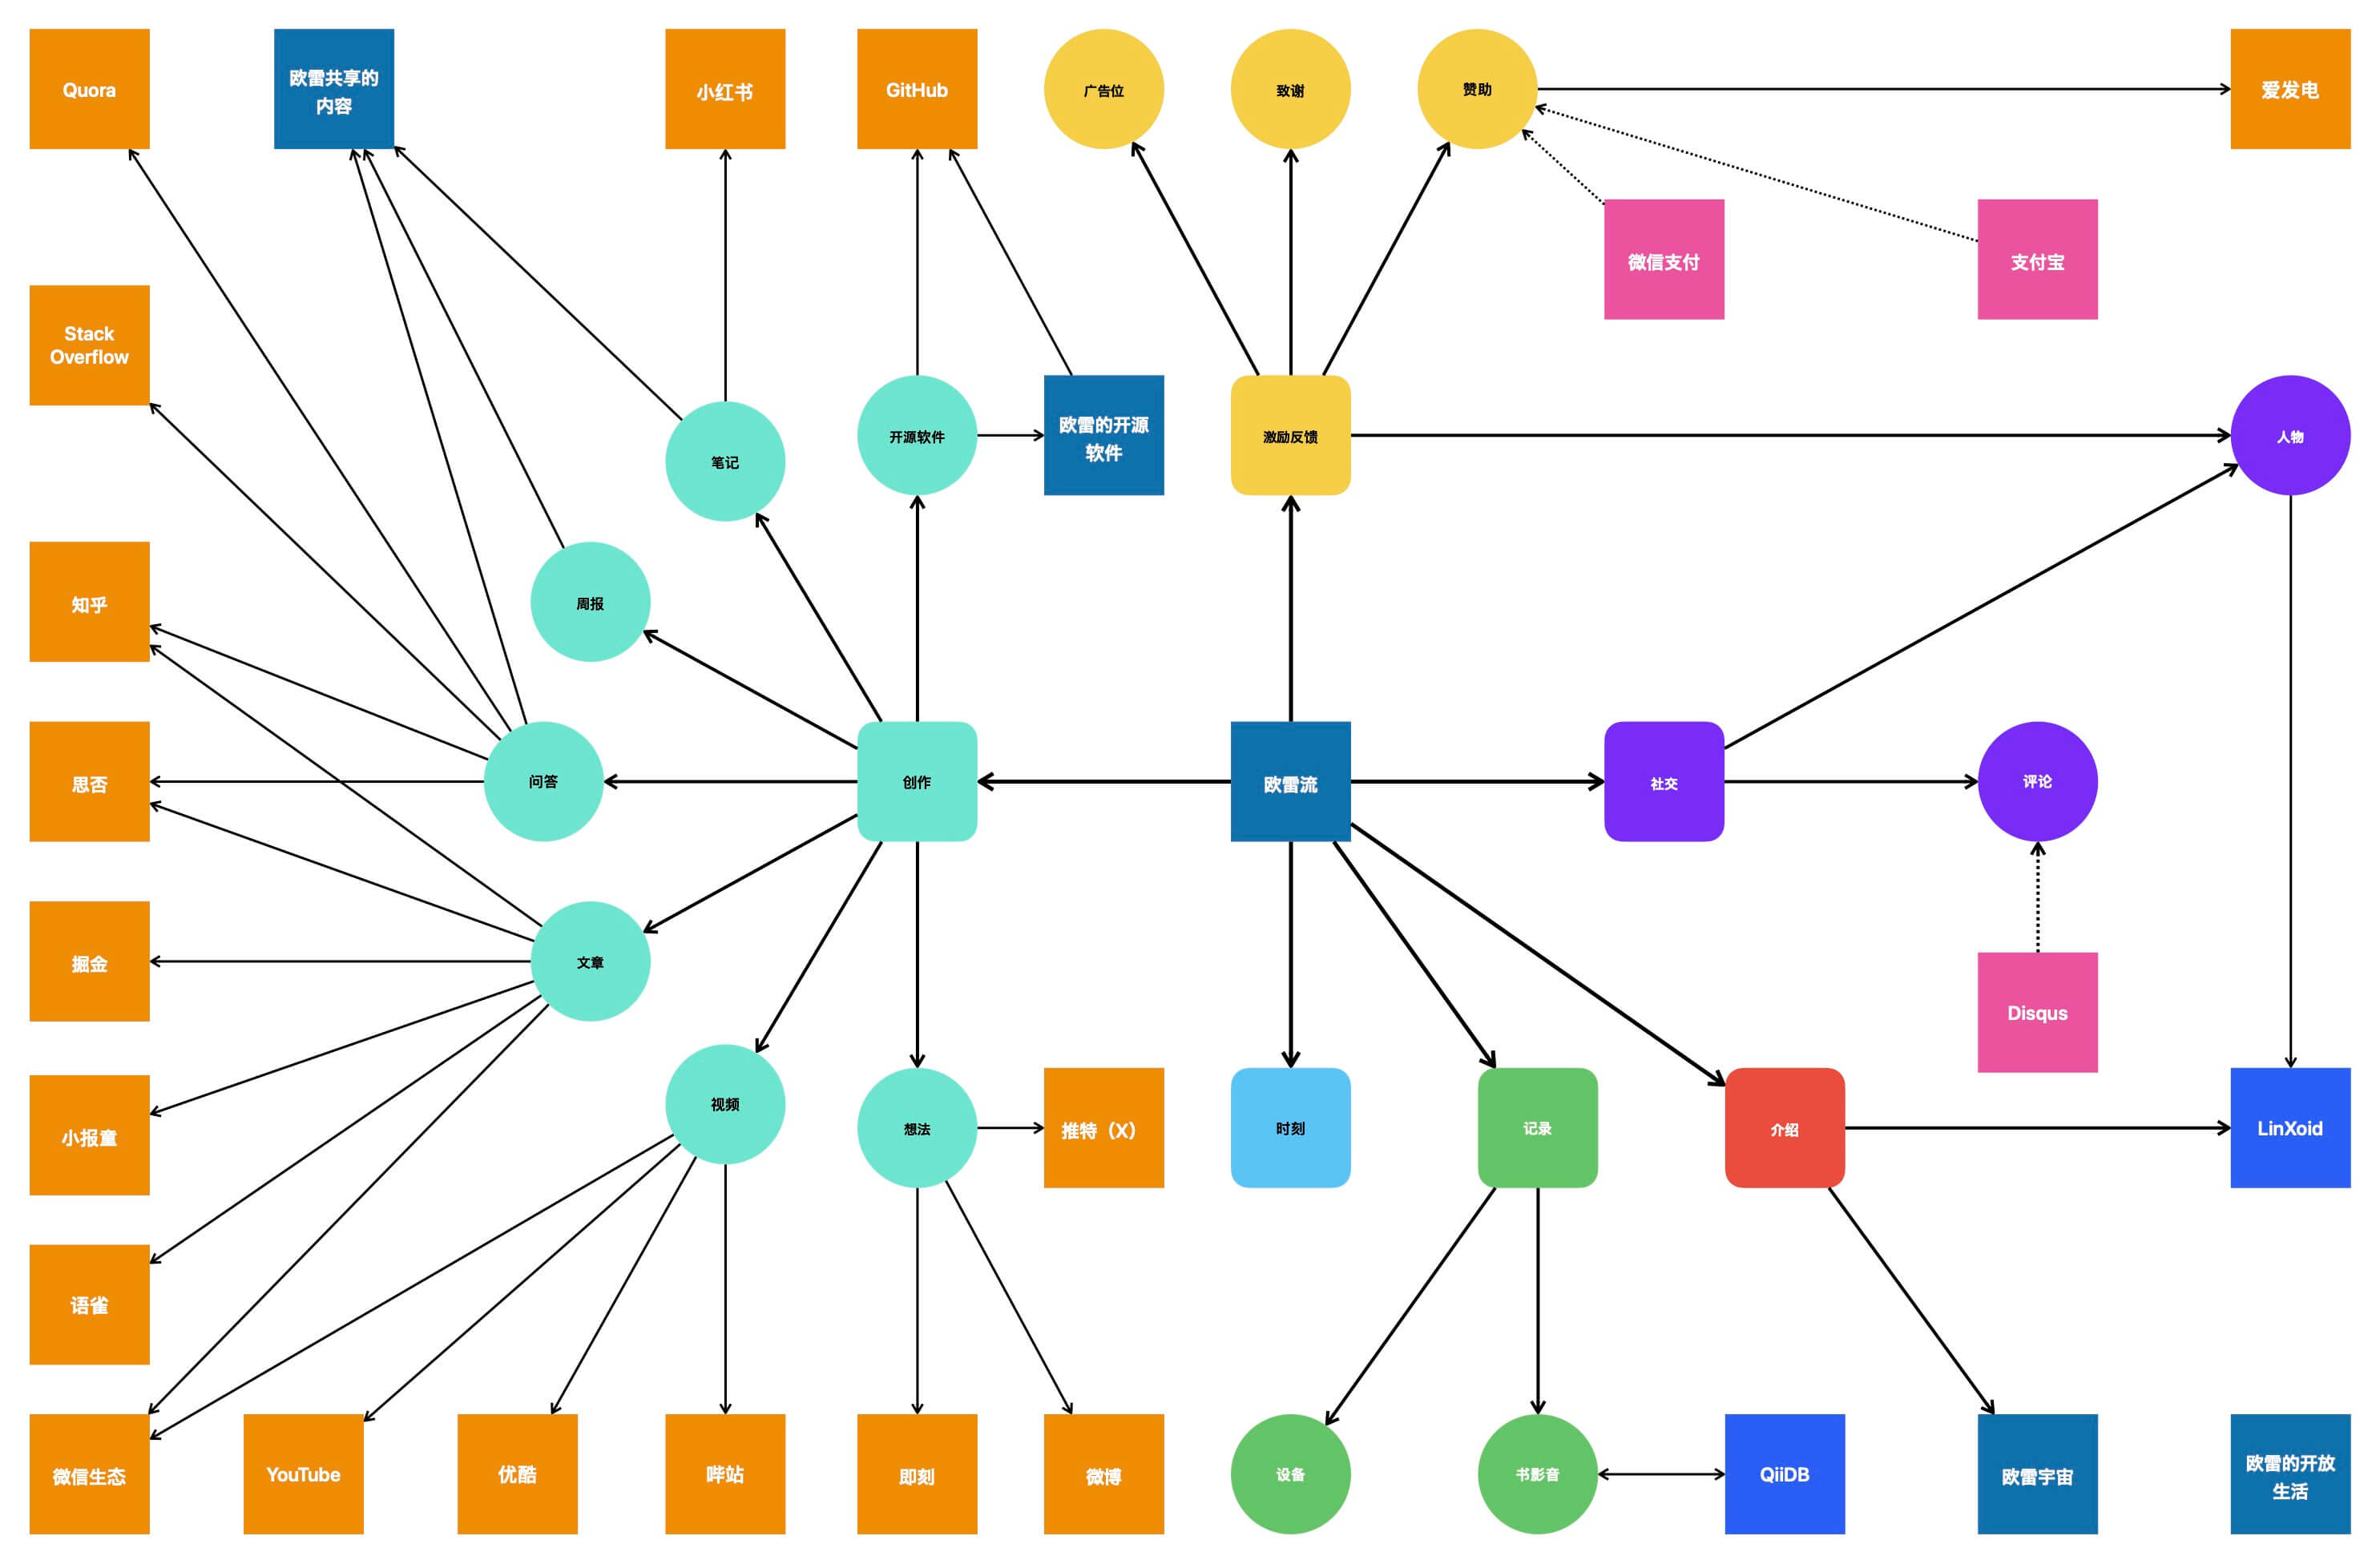 Quora
欧雷共享的
内容
小红书
GitHub
广告位
致谢
赞助
爱发电
微信支付
支付宝
Stack
Overflow
笔记
开源软件
欧雷的开源
软件
激励反馈
人物
知乎
周报
思否
问答
创作
欧雷流
社交
评论
掘金
文章
Disqus
小报童
视频
想法
推特（X）
时刻
记录
介绍
LinXoid
语雀
微信生态
YouTube
优酷
哔站
即刻
微博
设备
书影音
QiiDB
欧雷宇宙
欧雷的开放
生活